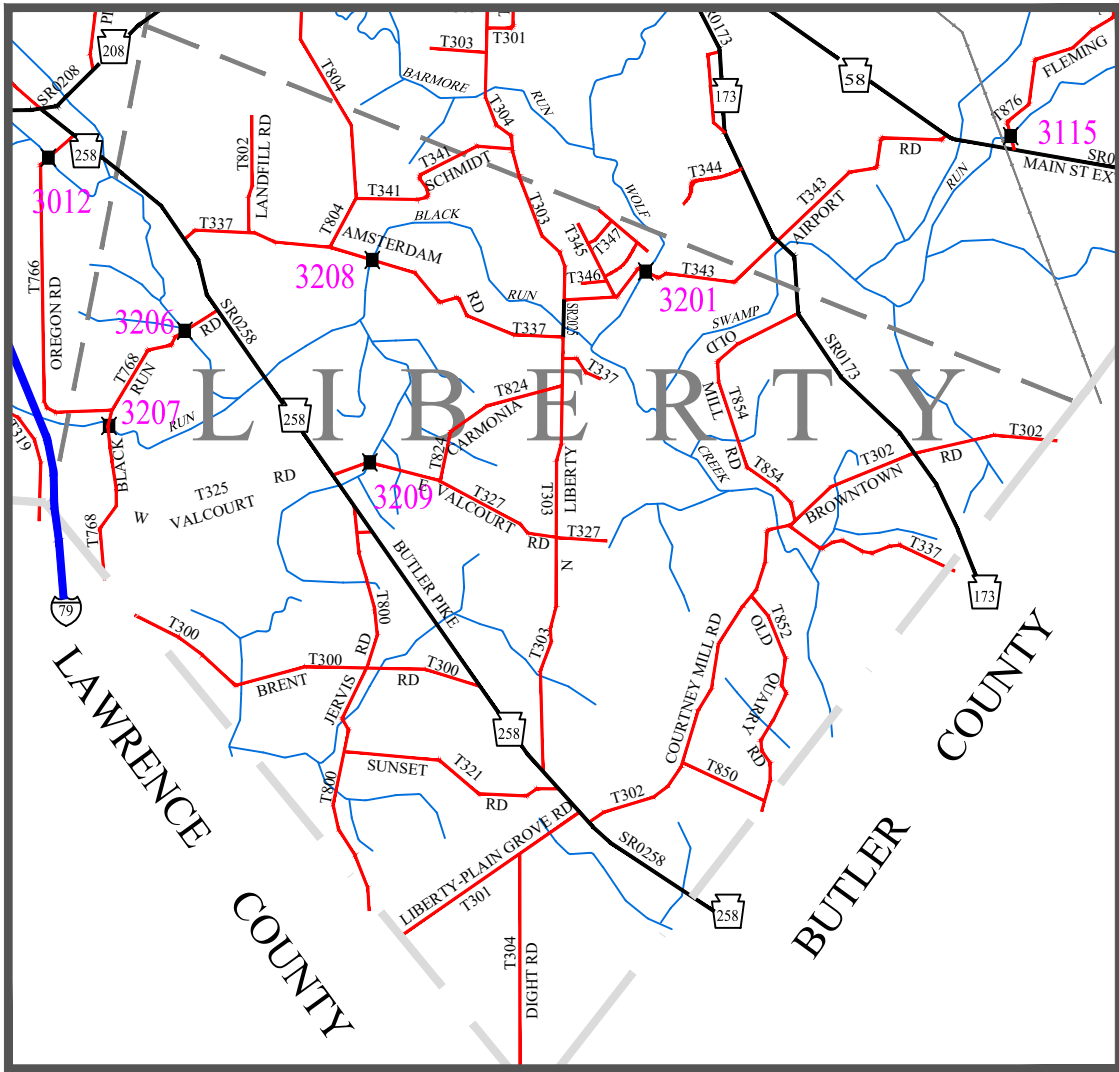 SR0208
208
T303
T301
SR0173
58
FLEMING
T876
3115
MAIN ST EX
SR0
BARMORE
RUN
T804
T304
173
258
T802
LANDFILL RD
T341
SCHMIDT
T344
RD
T343
AIRPORT
RUN
3012
T341
T804
BLACK
WOLF
T337
AMSTERDAM
T303
T345
T347
T346
T343
3208
3201
T766
OREGON RD
3206
RD
SR0258
RD
RUN
T337
SWAMP
OLD
MILL
RD
SR0173
T768
RUN
T337
LIBERTY
3207
RUN
258
T824
CARMONIA
T824
T854
T854
CREEK
T302
T302
RD
BROWNTOWN
T319
BLACK
T768
W
T325
VALCOURT
RD
3209
E
VALCOURT
T327
RD
T327
LIBERTY
T303
N
T337
79
BUTLER PIKE
173
T800
T300
T300
BRENT
RD
T300
JERVIS
RD
T303
COURTNEY MILL RD
T852
OLD
QUARRY
RD
LAWRENCE
COUNTY
BUTLER
COUNTY
258
SUNSET
T321
RD
T800
T850
T302
LIBERTY-PLAIN GROVE RD
T301
SR0258
258
T304
DIGHT RD